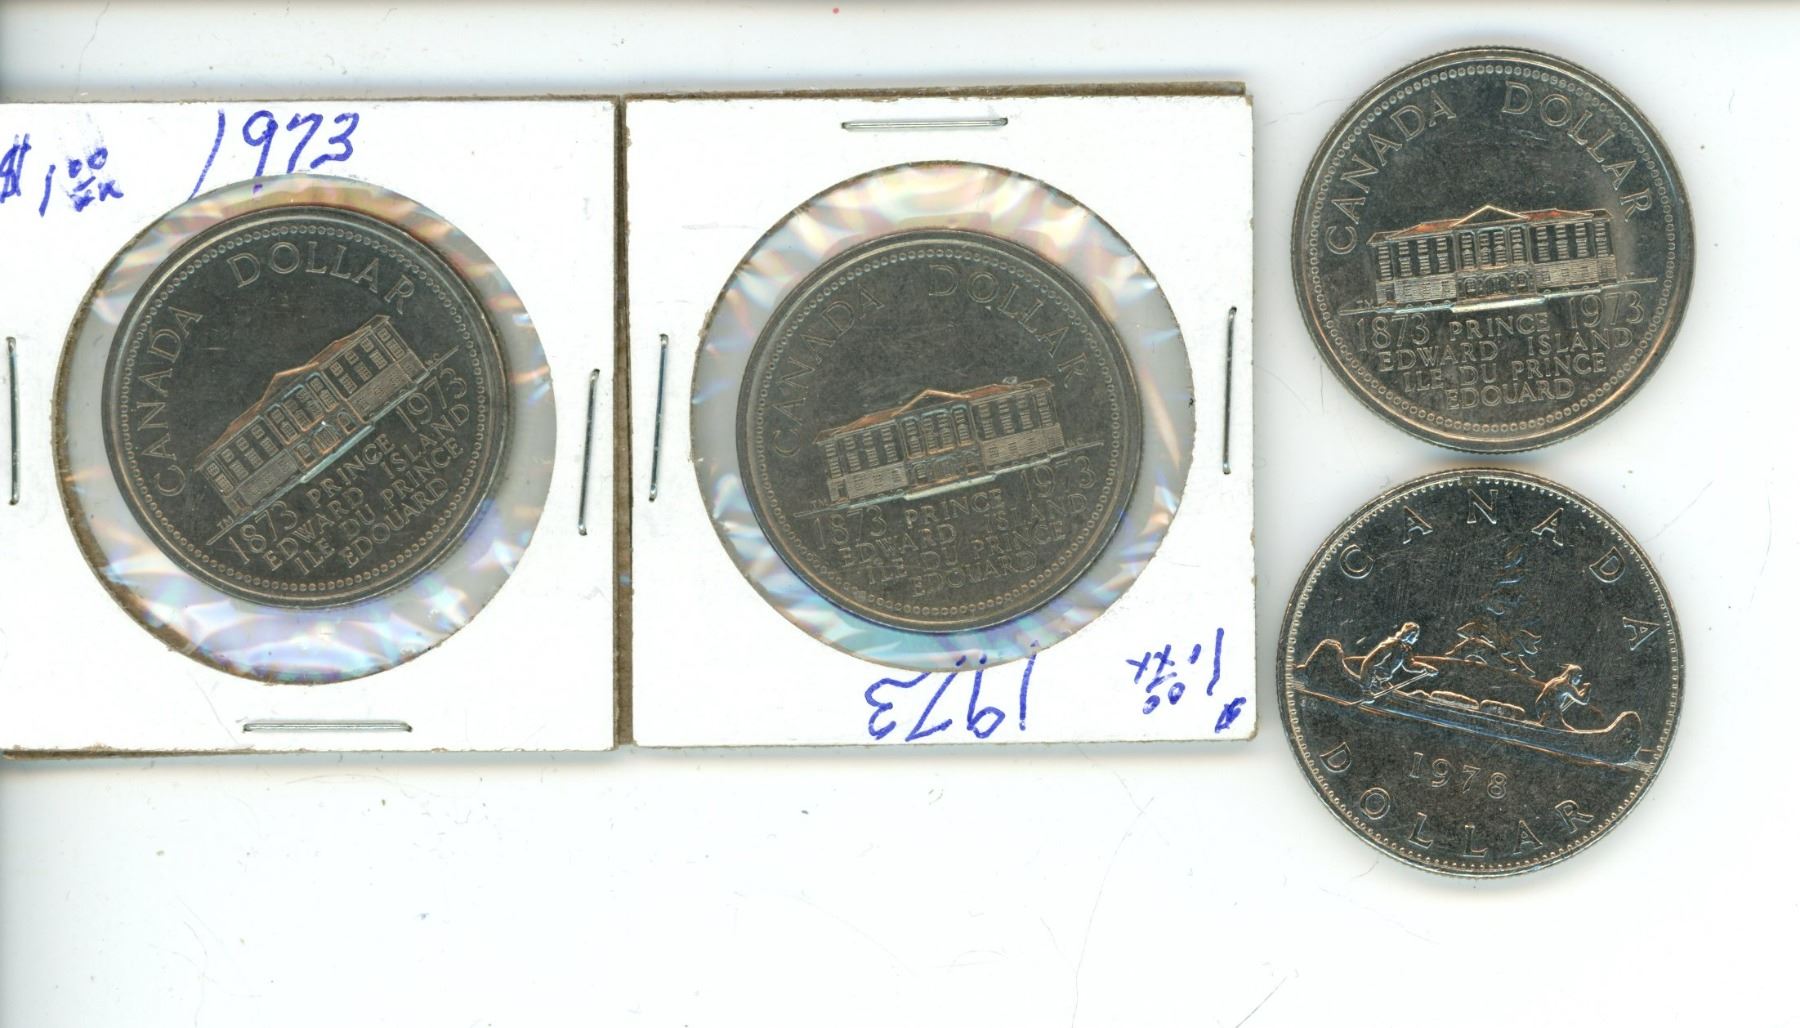 $1.00 1973
CANADA DOLLAR
1873 PRINCE 1973
EDWARD ISLAND
ILE DU PRINCE
EDOUARD
CANADA DOLLAR
1873 PRINCE 1973
EDWARD ISLAND
ILE DU PRINCE
EDOUARD
1973
$1.00
CANADA DOLLAR
1873 PRINCE 1973
EDWARD ISLAND
ILE DU PRINCE
EDOUARD
CANADA
1978
DOLLAR